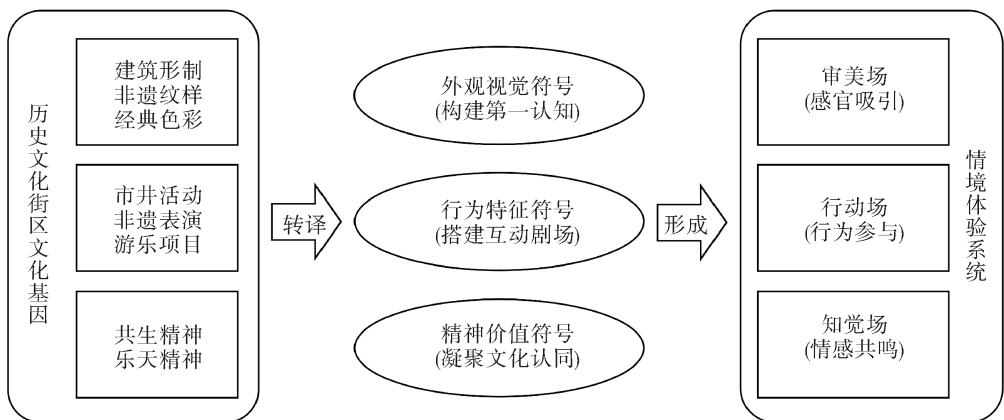 历史文化街区文化基因
建筑形制
非遗纹样
经典色彩
市井活动
非遗表演
游乐项目
共生精神
乐天精神
转译
外观视觉符号
(构建第一认知)
行为特征符号
(搭建互动剧场)
精神价值符号
(凝聚文化认同)
形成
审美场
(感官吸引)
行动场
(行为参与)
知觉场
(情感共鸣)
情境体验系统